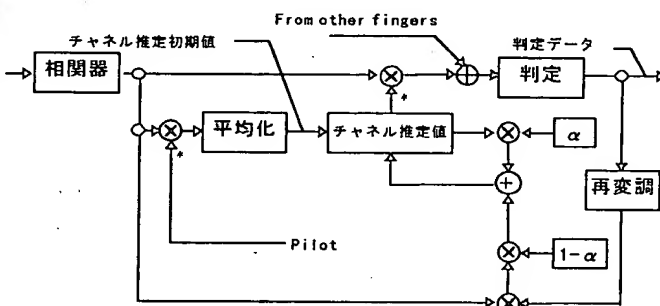 From other fingers
チャネル推定初期値
判定データ
相関器
判定
平均化
チャネル推定値
α
再変調
Pilot
1-α